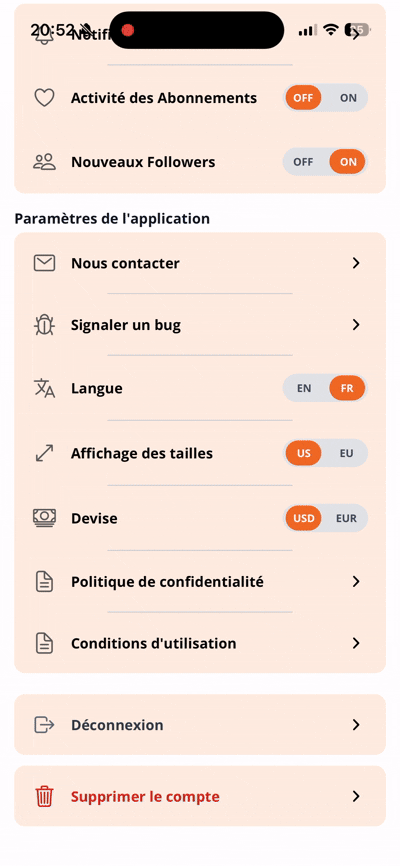 20:52
Activité des Abonnements
OFF ON
Nouveaux Followers
OFF ON
Paramètres de l'application
Nous contacter
Signaler un bug
Langue
EN FR
Affichage des tailles
US EU
Devise
USD EUR
Politique de confidentialité
Conditions d'utilisation
Déconnexion
Supprimer le compte